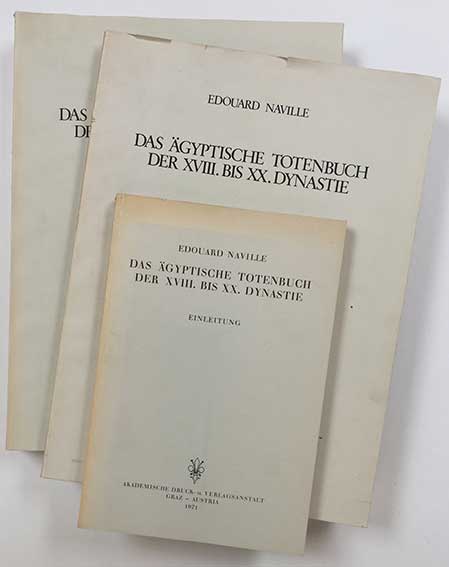 DAS
DE
EDOUARD NAVILLE
DAS ÄGYPTISCHE TOTENBUCH
DER XVIII. BIS XX. DYNASTIE
EDOUARD NAVILLE
DAS ÄGYPTISCHE TOTENBUCH
DER XVIII. BIS XX. DYNASTIE
EINLEITUNG
AKADEMISCHE DRUCK- u. VERLAGSANSTALT
GRAZ – AUSTRIA
1971